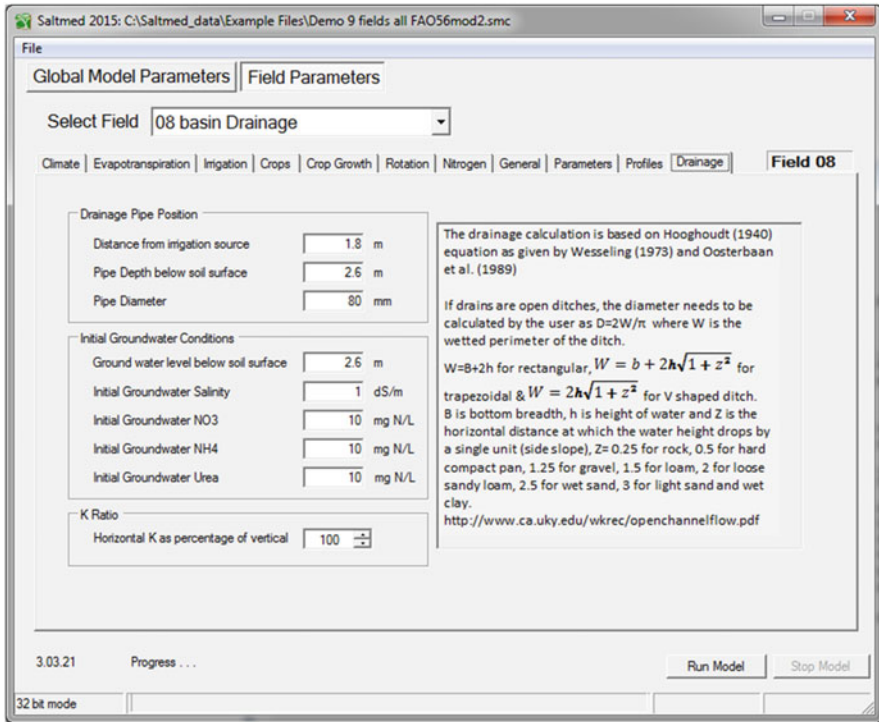 Saltmed 2015: C:\Saltmed_data\Example Files\Demo 9 fields all FAO56mod2.smc
File
Global Model Parameters Field Parameters
Select Field 08 basin Drainage
Climate Evapotranspiration Irrigation Crops Crop Growth Rotation Nitrogen General Parameters Profiles Drainage Field 08
Drainage Pipe Position
Distance from irrigation source 1.8 m
Pipe Depth below soil surface 2.6 m
Pipe Diameter 80 mm
Initial Groundwater Conditions
Ground water level below soil surface 2.6 m
Initial Groundwater Salinity 1 dS/m
Initial Groundwater NO3 10 mg N/L
Initial Groundwater NH4 10 mg N/L
Initial Groundwater Urea 10 mg N/L
K Ratio
Horizontal K as percentage of vertical 100
The drainage calculation is based on Hooghoudt (1940)
equation as given by Wesseling (1973) and Oosterbaan
et al. (1989)
If drains are open ditches, the diameter needs to be
calculated by the user as D=2W/π where W is the
wetted perimeter of the ditch.
W=B+2h for rectangular, W = b + 2h√1 + z² for
trapezoidal & W = 2h√1 + z² for V shaped ditch.
B is bottom breadth, h is height of water and Z is the
horizontal distance at which the water height drops by
a single unit (side slope), Z= 0.25 for rock, 0.5 for hard
compact pan, 1.25 for gravel, 1.5 for loam, 2 for loose
sandy loam, 2.5 for wet sand, 3 for light sand and wet
clay.
http://www.ca.uky.edu/wkrec/openchannelflow.pdf
3.03.21 Progress . . . Run Model Stop Model
32 bit mode